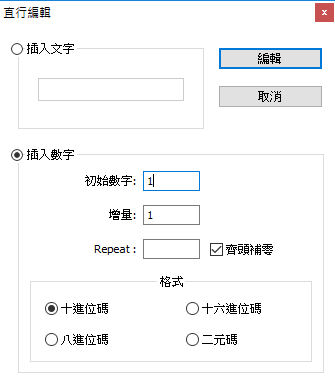 直行編輯
x
插入文字
編輯
取消
插入數字
初始數字: 1
增量: 1
Repeat :
齊頭補零
格式
十進位碼
十六進位碼
八進位碼
二元碼